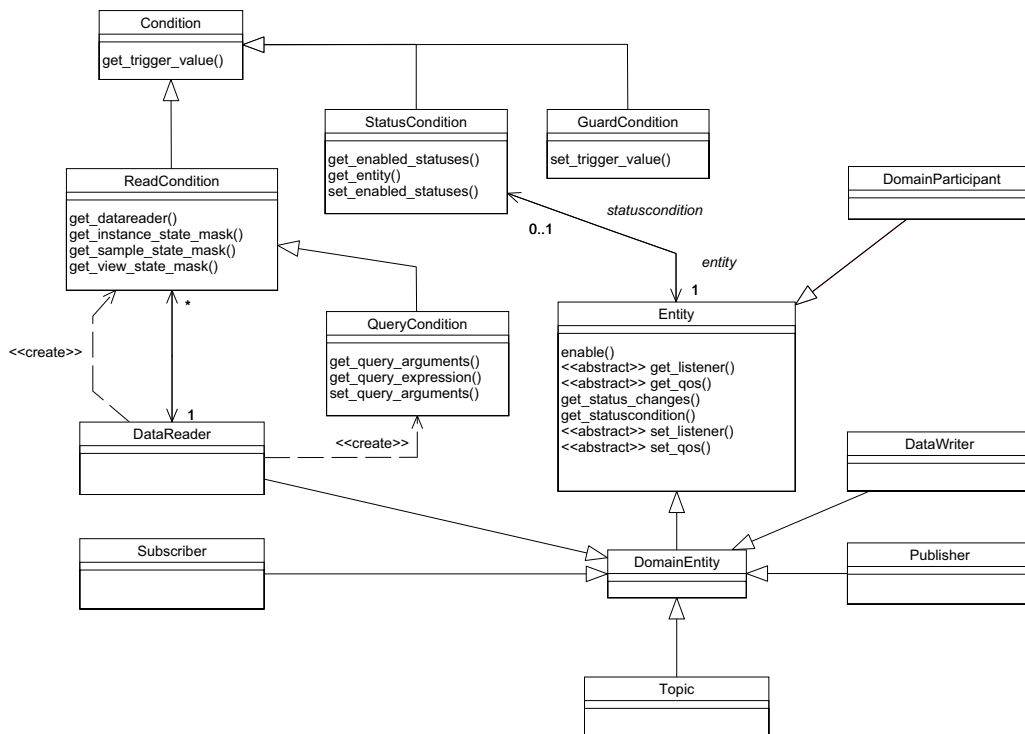 Condition
get_trigger_value()
StatusCondition
get_enabled_statuses()
get_entity()
set_enabled_statuses()
GuardCondition
set_trigger_value()
ReadCondition
get_datareader()
get_instance_state_mask()
get_sample_state_mask()
get_view_state_mask()
DomainParticipant
statuscondition
0..1
entity
1
*
<<create>>
QueryCondition
get_query_arguments()
get_query_expression()
set_query_arguments()
Entity
enable()
<<abstract>> get_listener()
<<abstract>> get_qos()
get_status_changes()
get_statuscondition()
<<abstract>> set_listener()
<<abstract>> set_qos()
1
DataReader
<<create>>
DataWriter
Subscriber
DomainEntity
Publisher
Topic